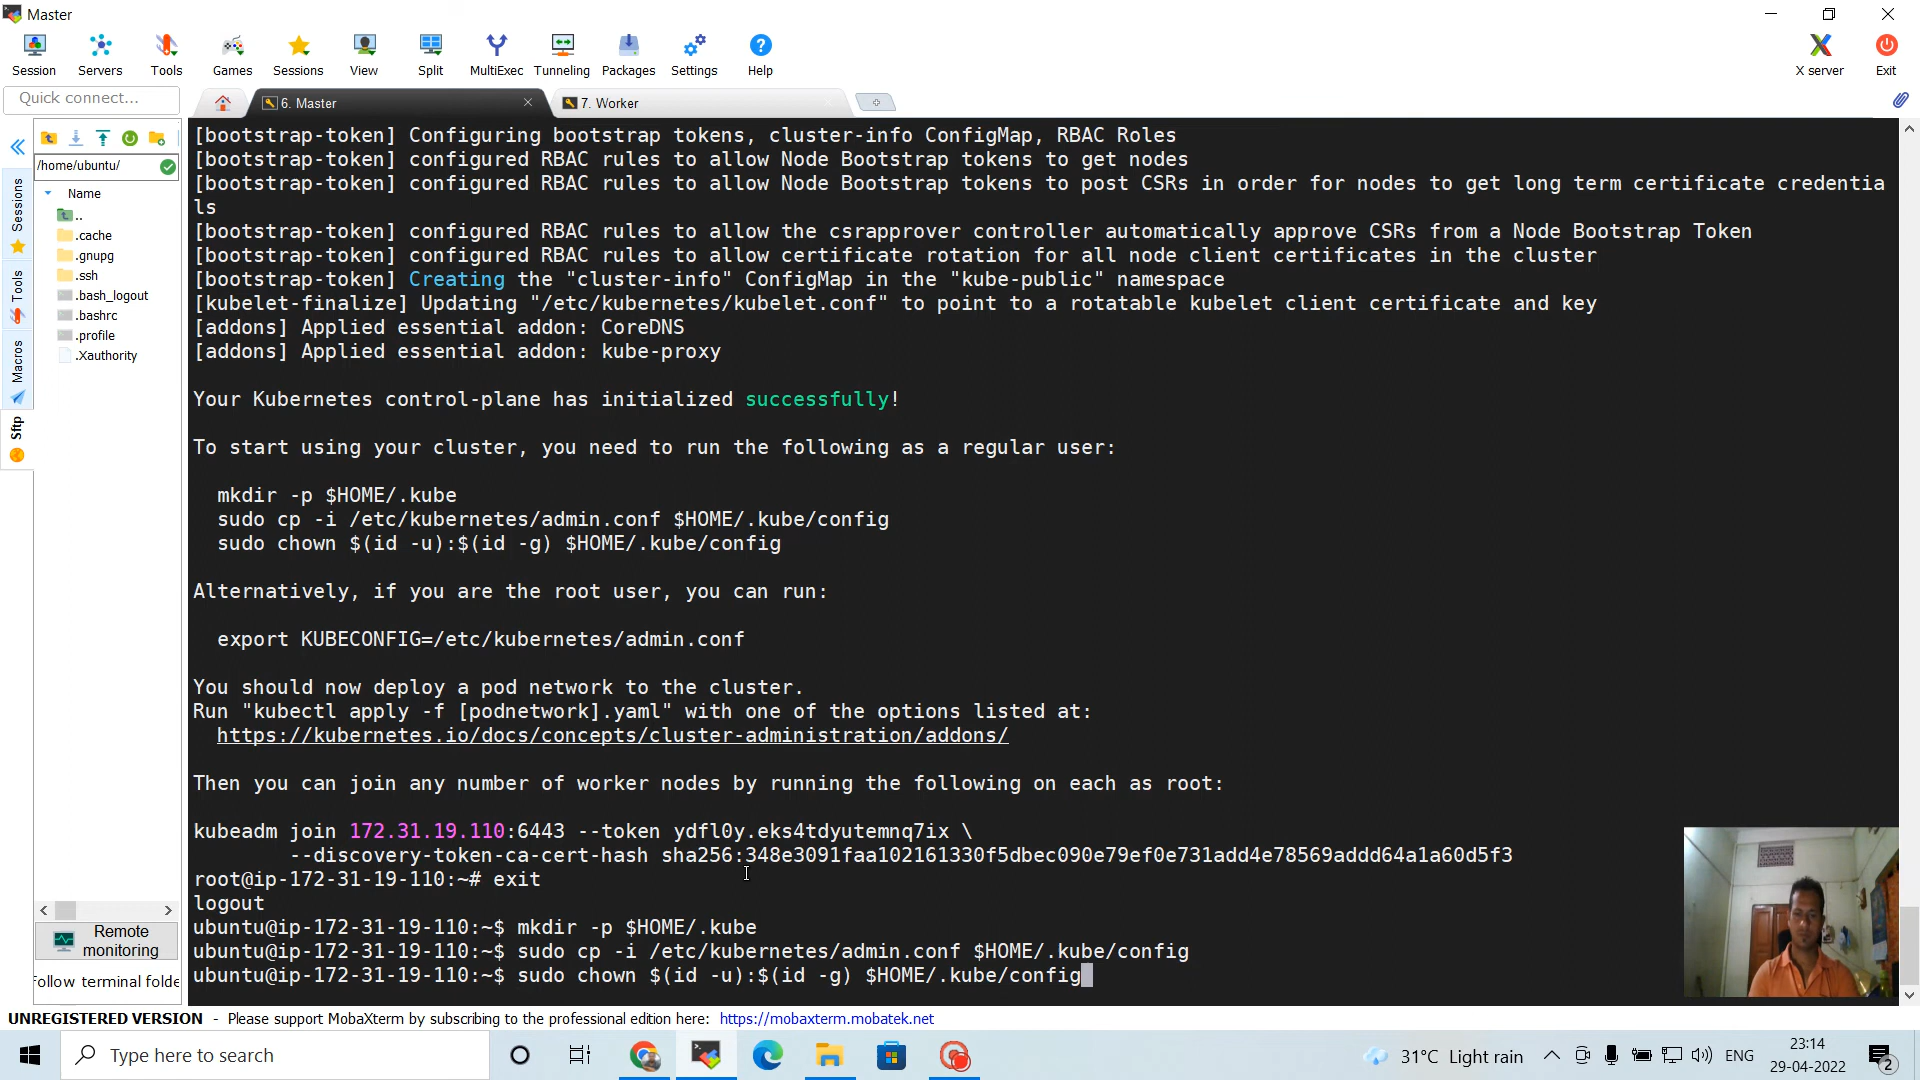 Master
Session
Servers
Tools
Games
Sessions
View
Split
MultiExec
Tunneling
Packages
Settings
Help
X server
Exit
Quick connect...
6. Master
7. Worker
/home/ubuntu/
Name
..
.cache
.gnupg
.ssh
.bash_logout
.bashrc
.profile
.Xauthority
Sessions
Tools
Macros
Sftp
Remote
monitoring
Follow terminal folde
[bootstrap-token] Configuring bootstrap tokens, cluster-info ConfigMap, RBAC Roles
[bootstrap-token] configured RBAC rules to allow Node Bootstrap tokens to get nodes
[bootstrap-token] configured RBAC rules to allow Node Bootstrap tokens to post CSRs in order for nodes to get long term certificate credentia
ls
[bootstrap-token] configured RBAC rules to allow the csrapprover controller automatically approve CSRs from a Node Bootstrap Token
[bootstrap-token] configured RBAC rules to allow certificate rotation for all node client certificates in the cluster
[bootstrap-token] Creating the "cluster-info" ConfigMap in the "kube-public" namespace
[kubelet-finalize] Updating "/etc/kubernetes/kubelet.conf" to point to a rotatable kubelet client certificate and key
[addons] Applied essential addon: CoreDNS
[addons] Applied essential addon: kube-proxy
Your Kubernetes control-plane has initialized successfully!
To start using your cluster, you need to run the following as a regular user:
mkdir -p $HOME/.kube
sudo cp -i /etc/kubernetes/admin.conf $HOME/.kube/config
sudo chown $(id -u):$(id -g) $HOME/.kube/config
Alternatively, if you are the root user, you can run:
export KUBECONFIG=/etc/kubernetes/admin.conf
You should now deploy a pod network to the cluster.
Run "kubectl apply -f [podnetwork].yaml" with one of the options listed at:
https://kubernetes.io/docs/concepts/cluster-administration/addons/
Then you can join any number of worker nodes by running the following on each as root:
kubeadm join 172.31.19.110:6443 --token ydfl0y.eks4tdyutemnq7ix \
--discovery-token-ca-cert-hash sha256:348e3091faa102161330f5dbec090e79ef0e731add4e78569addd64a1a60d5f3
root@ip-172-31-19-110:~# exit
logout
ubuntu@ip-172-31-19-110:~$ mkdir -p $HOME/.kube
ubuntu@ip-172-31-19-110:~$ sudo cp -i /etc/kubernetes/admin.conf $HOME/.kube/config
ubuntu@ip-172-31-19-110:~$ sudo chown $(id -u):$(id -g) $HOME/.kube/config
UNREGISTERED VERSION - Please support MobaXterm by subscribing to the professional edition here: https://mobaxterm.mobatek.net
Type here to search
31°C Light rain
ENG
23:14
29-04-2022
2